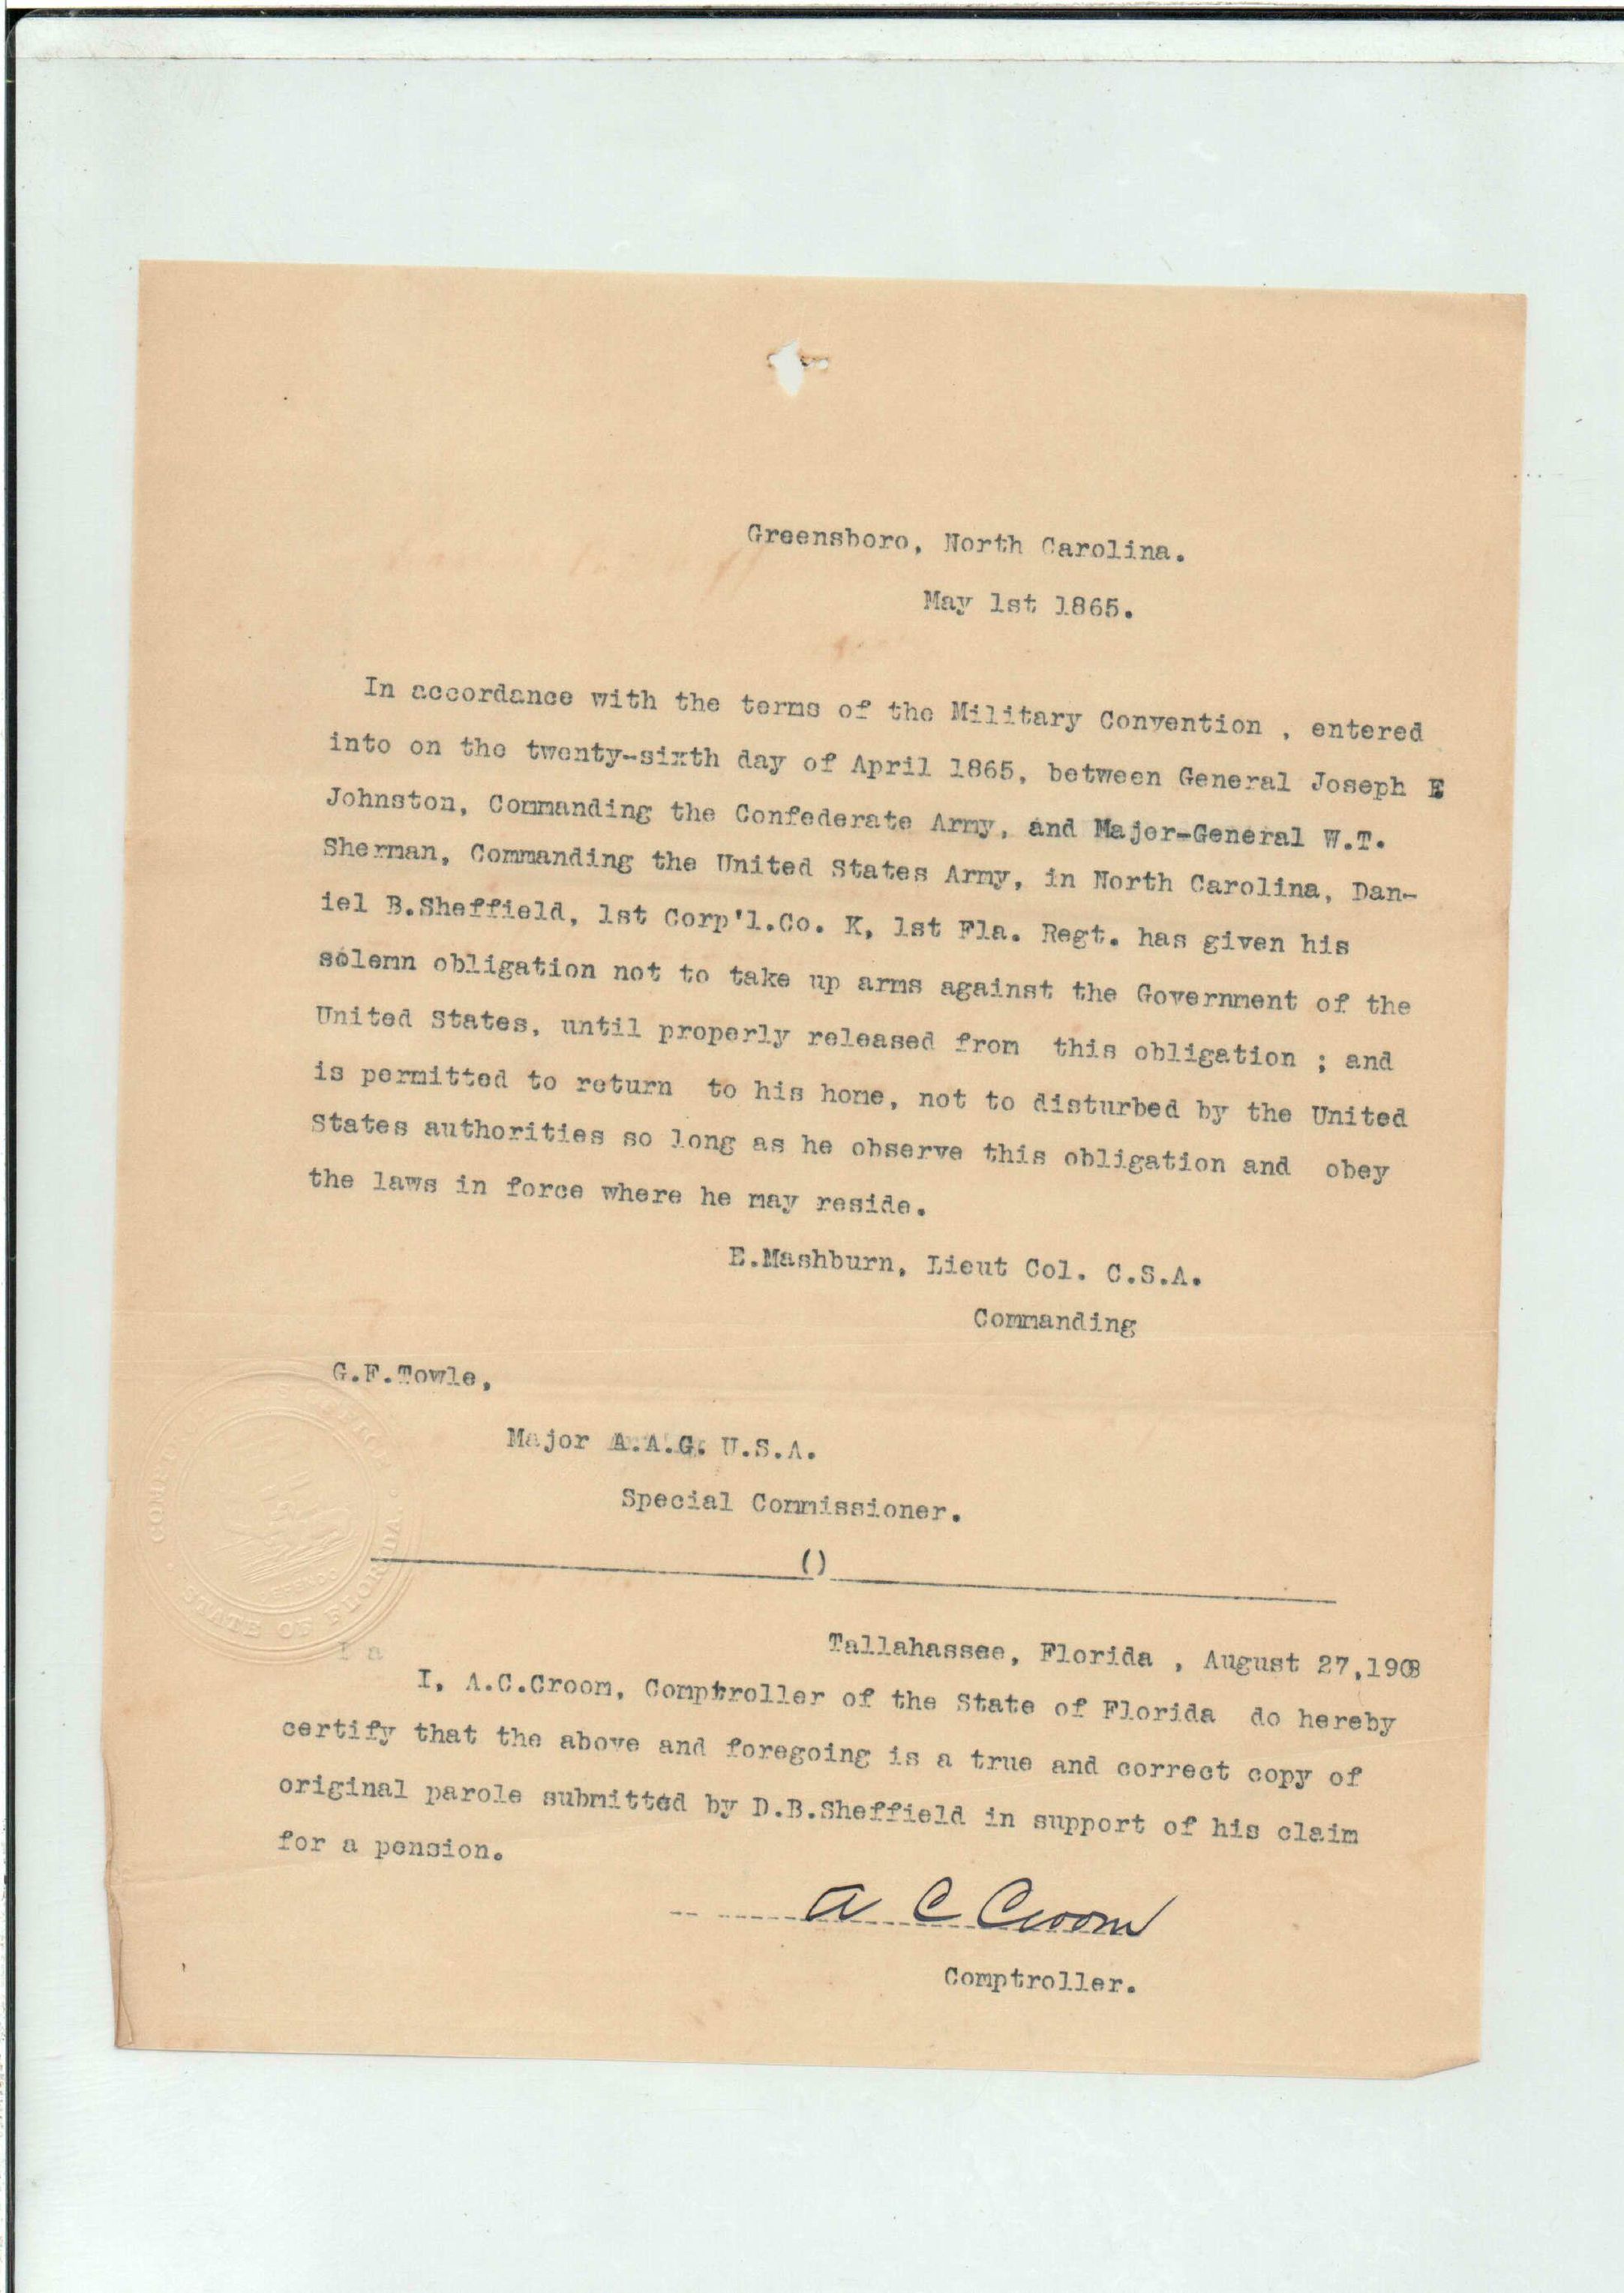 Greensboro, North Carolina.
May 1st 1865.
In accordance with the terms of the Military Convention , entered
into on the twenty-sixth day of April 1865, between General Joseph E
Johnston, Commanding the Confederate Army, and Major-General W.T.
Sherman, Commanding the United States Army, in North Carolina, Dan-
iel B.Sheffield, 1st Corp'l.Co. K, 1st Fla. Regt. has given his
solemn obligation not to take up arms against the Government of the
United States, until properly released from this obligation ; and
is permitted to return to his home, not to disturbed by the United
States authorities so long as he observe this obligation and obey
the laws in force where he may reside.
E.Mashburn, Lieut Col. C.S.A.
Commanding
G.F.Towle,
Major A.A.G. U.S.A.
Special Commissioner.
()
STATE OF FLORIDA
Tallahassee, Florida , August 27,1908
I a
I, A.C.Croom, Comptroller of the State of Florida do hereby
certify that the above and foregoing is a true and correct copy of
original parole submitted by D.B.Sheffield in support of his claim
for a pension.
A C Croom
Comptroller.